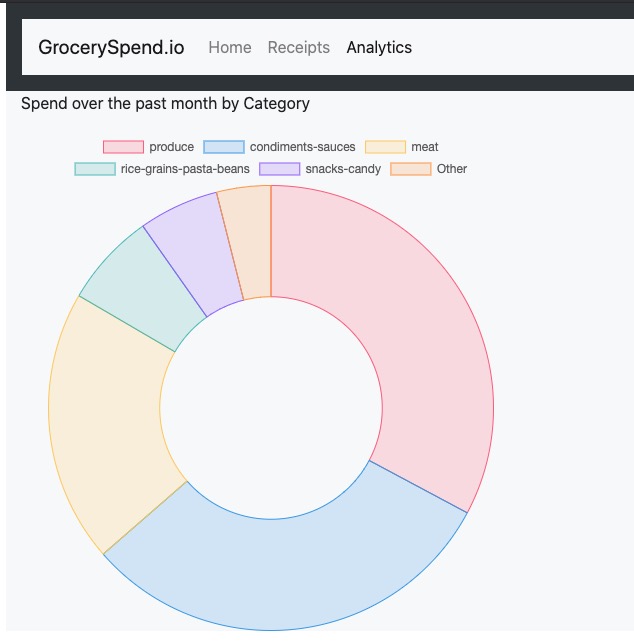 GrocerySpend.io Home Receipts Analytics
Spend over the past month by Category
produce condiments-sauces meat
rice-grains-pasta-beans snacks-candy Other